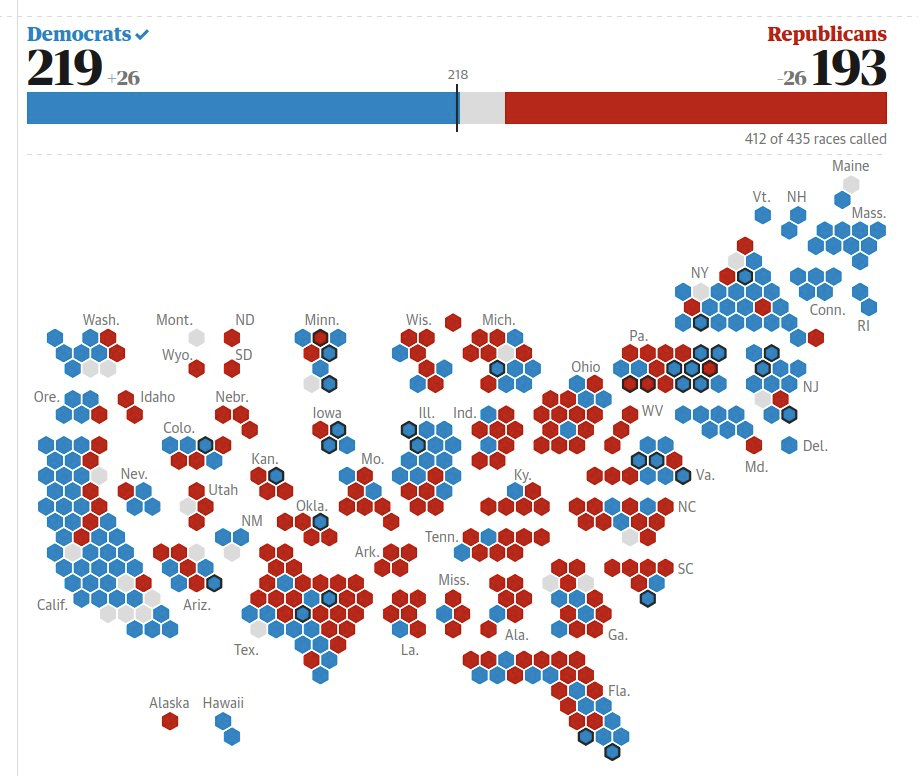 Democrats ✓ Republicans
219 +26 218 -26 193
412 of 435 races called
Maine
Vt. NH
Mass.
NY
Conn.
RI
Wash. Mont. ND Minn. Wis. Mich.
Pa.
Wyo. SD
Ohio
NJ
Ore. Idaho Nebr.
Iowa Ill. Ind. WV
Colo.
Md. Del.
Kan. Mo.
Nev. Ky. Va.
Utah
Okla. NC
NM
Tenn.
Ark.
SC
Miss.
Calif. Ariz.
Ala. Ga.
Tex. La.
Fla.
Alaska Hawaii